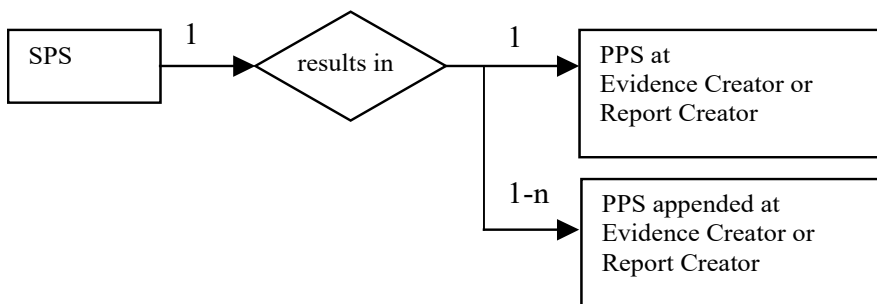 SPS
1
results in
1
PPS at
Evidence Creator or
Report Creator
1-n
PPS appended at
Evidence Creator or
Report Creator